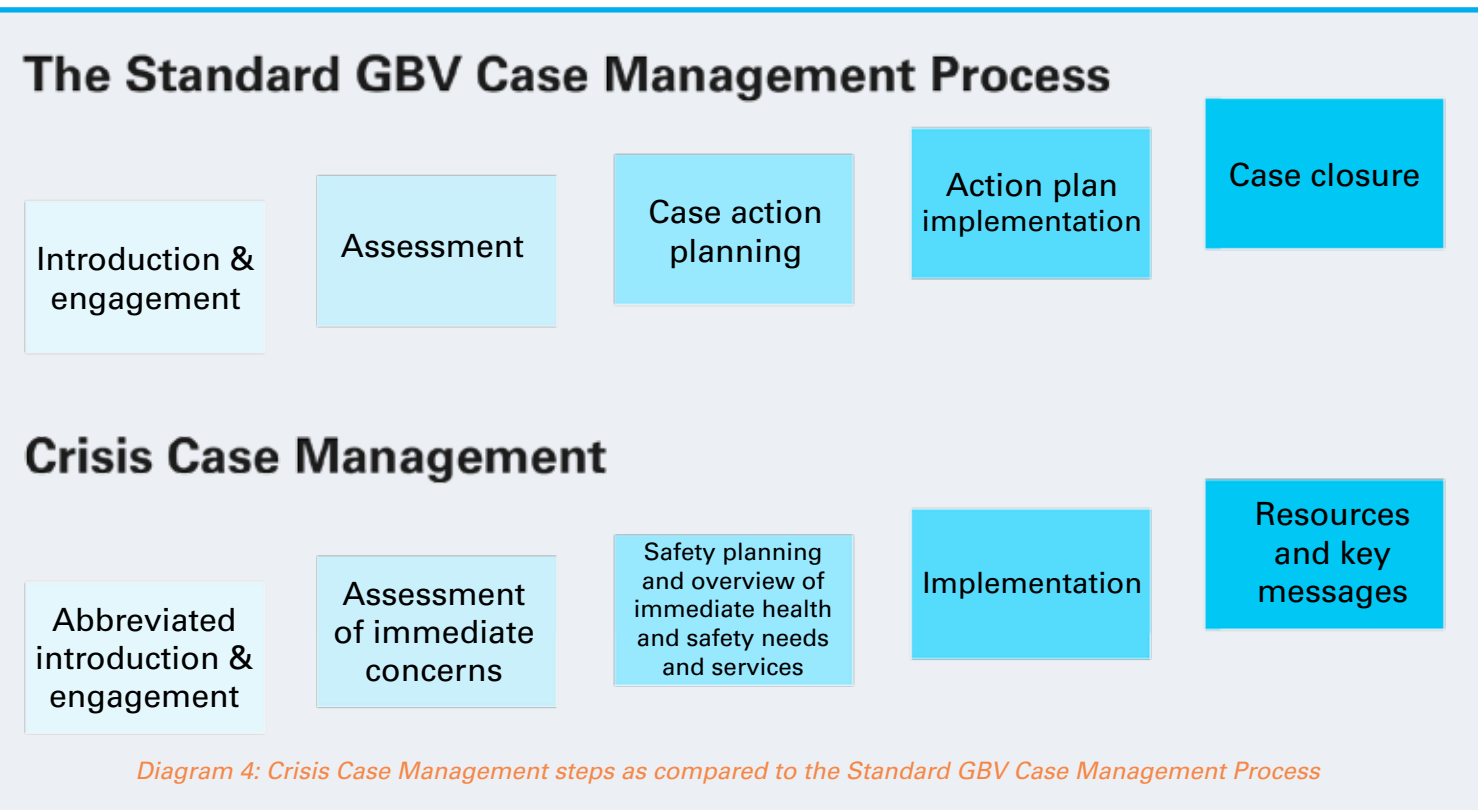 The Standard GBV Case Management Process
Introduction &
engagement
Assessment
Case action
planning
Action plan
implementation
Case closure
Crisis Case Management
Abbreviated
introduction &
engagement
Assessment
of immediate
concerns
Safety planning
and overview of
immediate health
and safety needs
and services
Implementation
Resources
and key
messages
Diagram 4: Crisis Case Management steps as compared to the Standard GBV Case Management Process